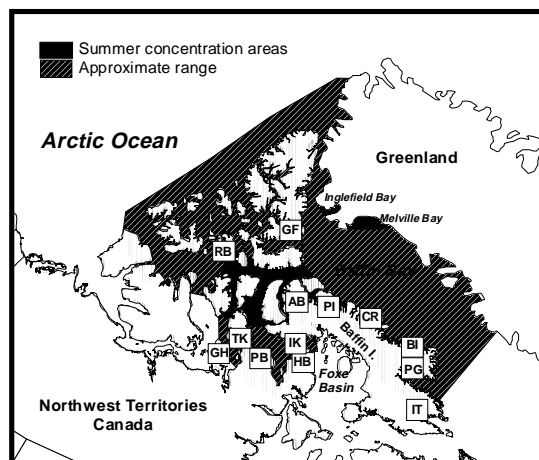 Summer concentration areas
Approximate range
Arctic Ocean
Greenland
Inglefield Bay
Melville Bay
GF
RB
Baffin Bay
AB
PI
CR
Baffin I.
TK
IK
BI
GH
PB
HB
PG
Foxe
Basin
IT
Northwest Territories
Canada